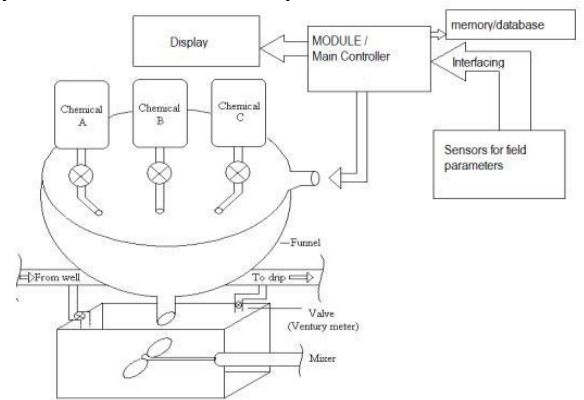 memory/database
Display
MODULE /
Main Controller
Interfacing
Chemical
A
Chemical
B
Chemical
C
Sensors for field
parameters
Funnel
From well
To drip
Valve
(Ventury meter)
Mixer